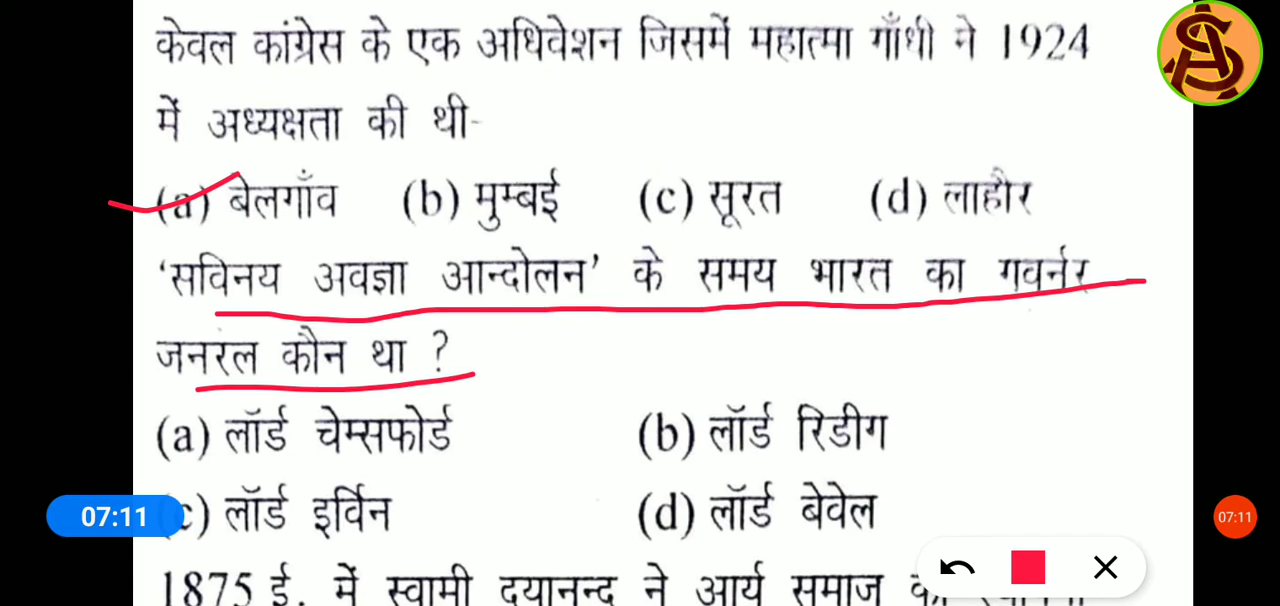 केवल कांग्रेस के एक अधिवेशन जिसमें महात्मा गाँधी ने 1924
में अध्यक्षता की थी-
(a) बेलगाँव (b) मुम्बई (c) सूरत (d) लाहौर
'सविनय अवज्ञा आन्दोलन' के समय भारत का गवर्नर
जनरल कौन था ?
(a) लॉर्ड चेम्सफोर्ड (b) लॉर्ड रिडीग
07:11 c) लॉर्ड इर्विन (d) लॉर्ड बेवेल 07:11
1875 ई. में स्वामी दयानन्द ने आर्य समाज